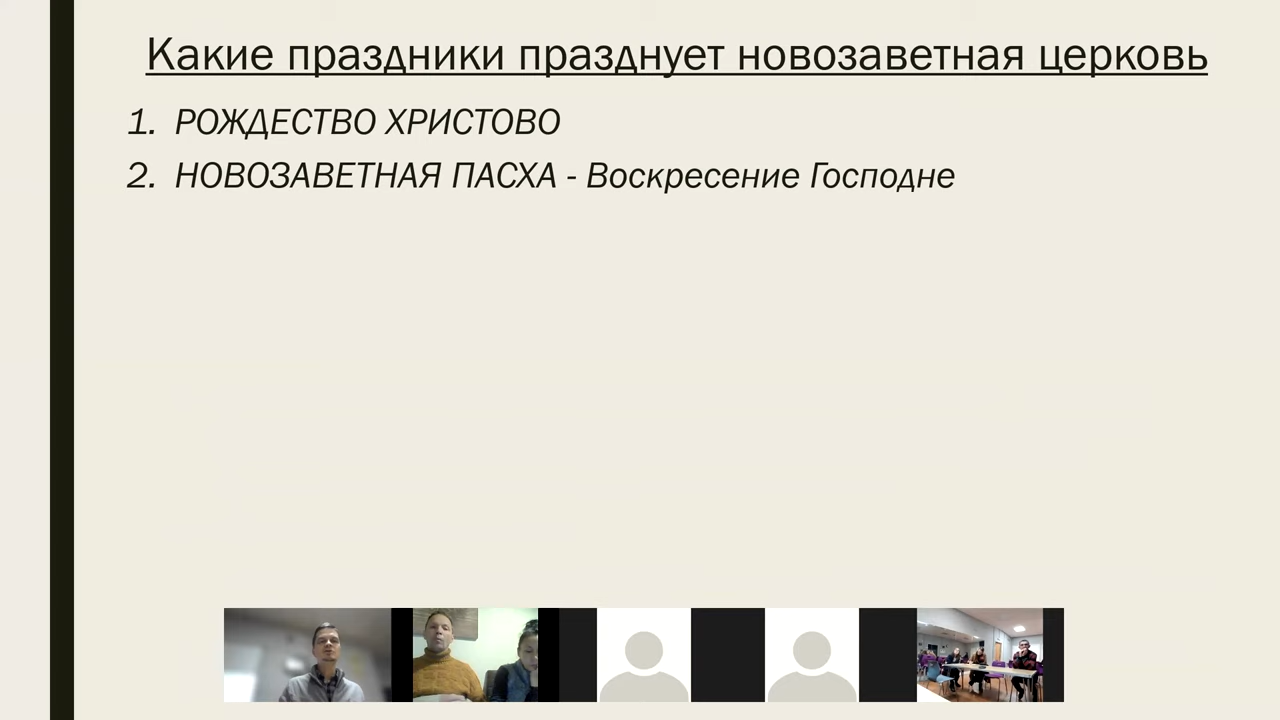 Какие праздники празднует новозаветная церковь
1. РОЖДЕСТВО ХРИСТОВО
2. НОВОЗАВЕТНАЯ ПАСХА - Воскресение Господне